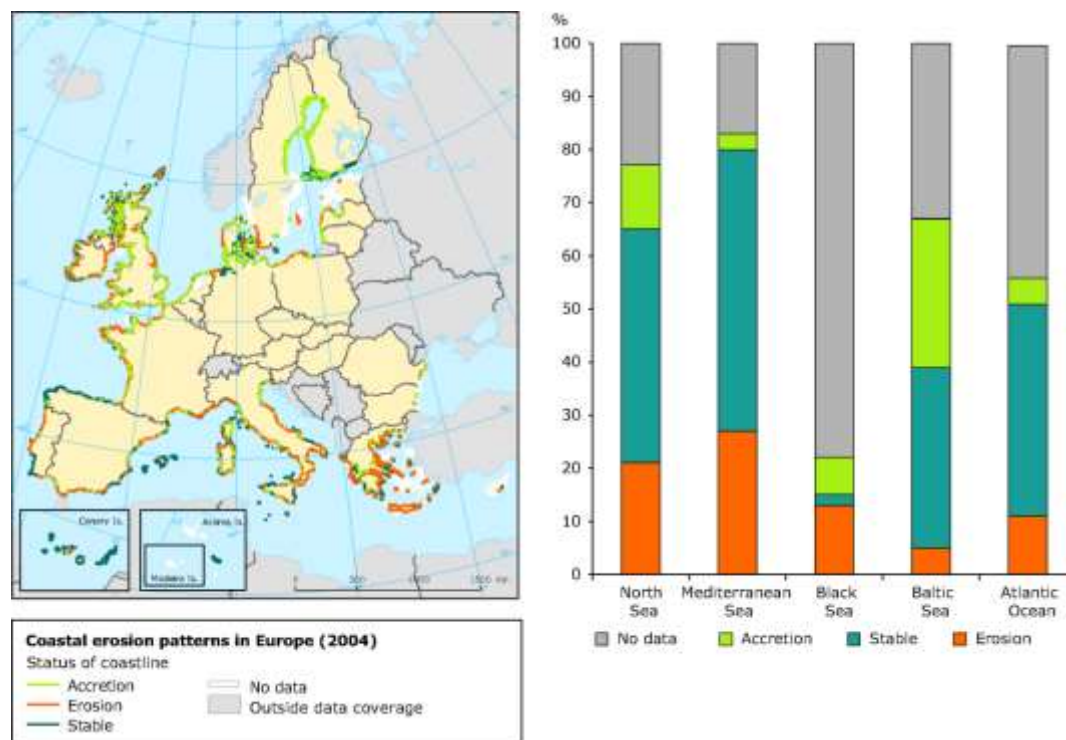 %
100
90
80
70
60
50
40
30
20
10
0
North Sea
Mediterranean Sea
Black Sea
Baltic Sea
Atlantic Ocean
No data
Accretion
Stable
Erosion
Canary Is.
Azores Is.
Madeira Is.
0 500 1000 1500 km
Coastal erosion patterns in Europe (2004)
Status of coastline
Accretion
Erosion
Stable
No data
Outside data coverage